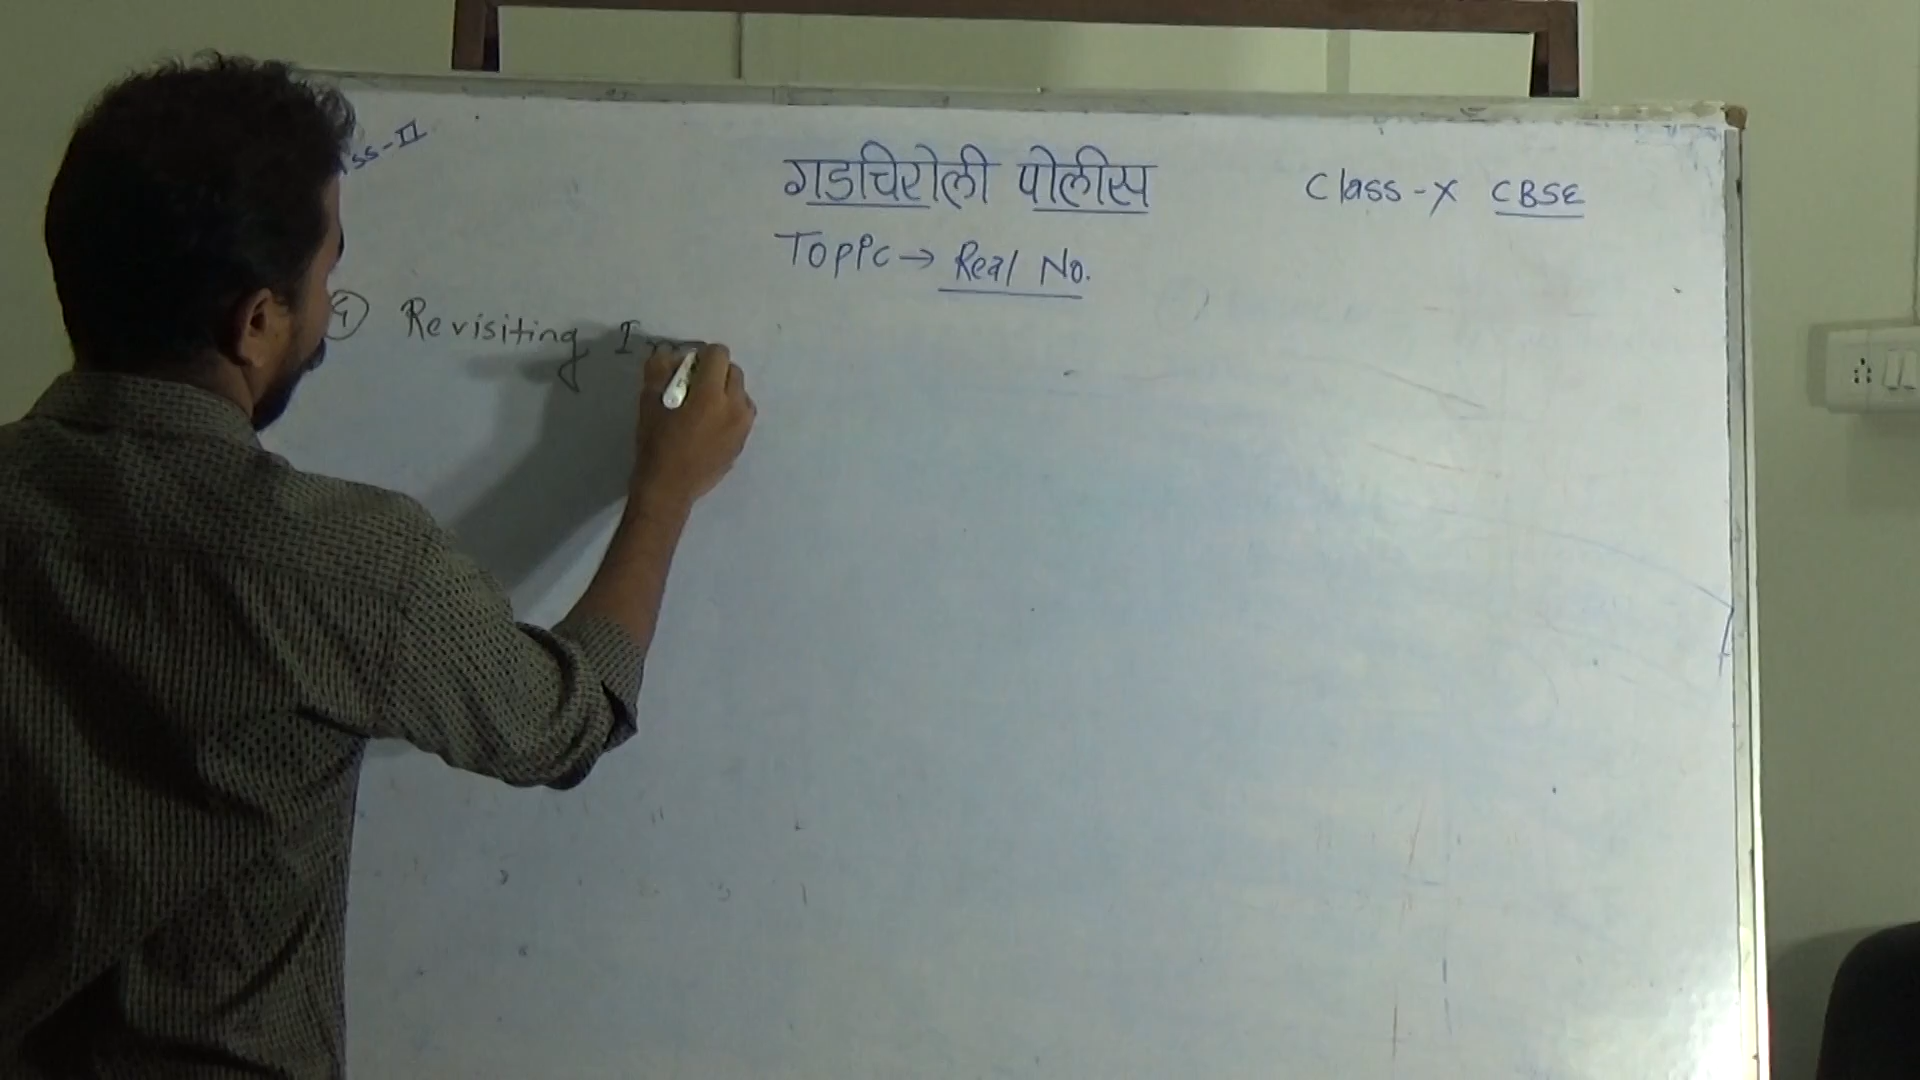 गडचिरोली पोलीस Class-X CBSE
Topic → Real No.
Revisiting